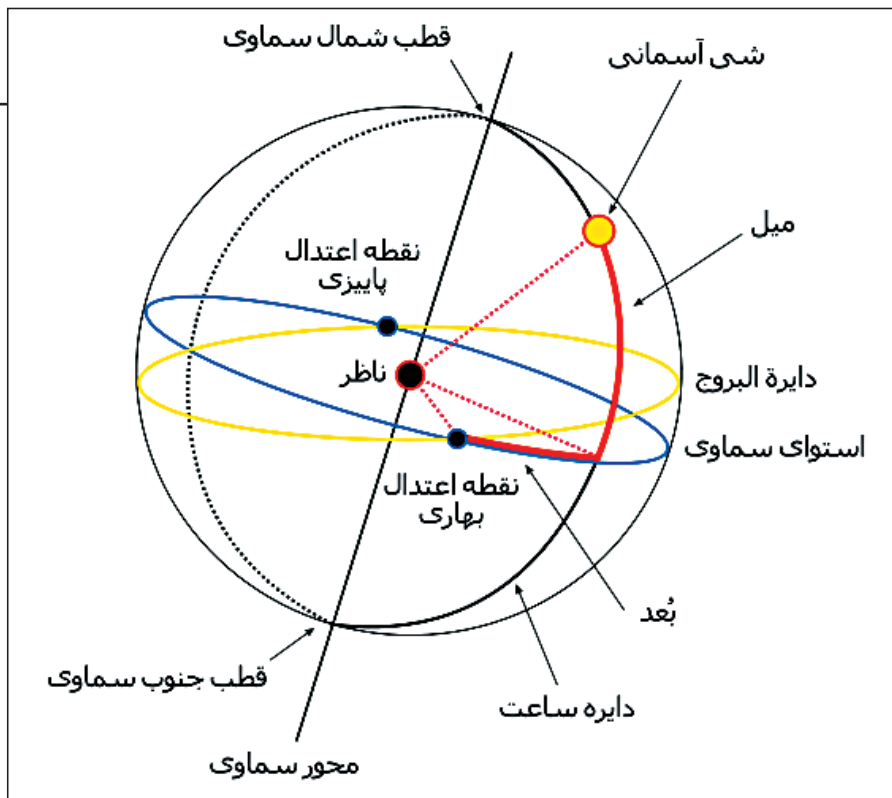 قطب شمال سماوی
شی آسمانی
میل
نقطه اعتدال
پاییزی
ناظر
دایرة البروج
استوای سماوی
نقطه اعتدال
بهاری
بُعد
قطب جنوب سماوی
دایره ساعت
محور سماوی